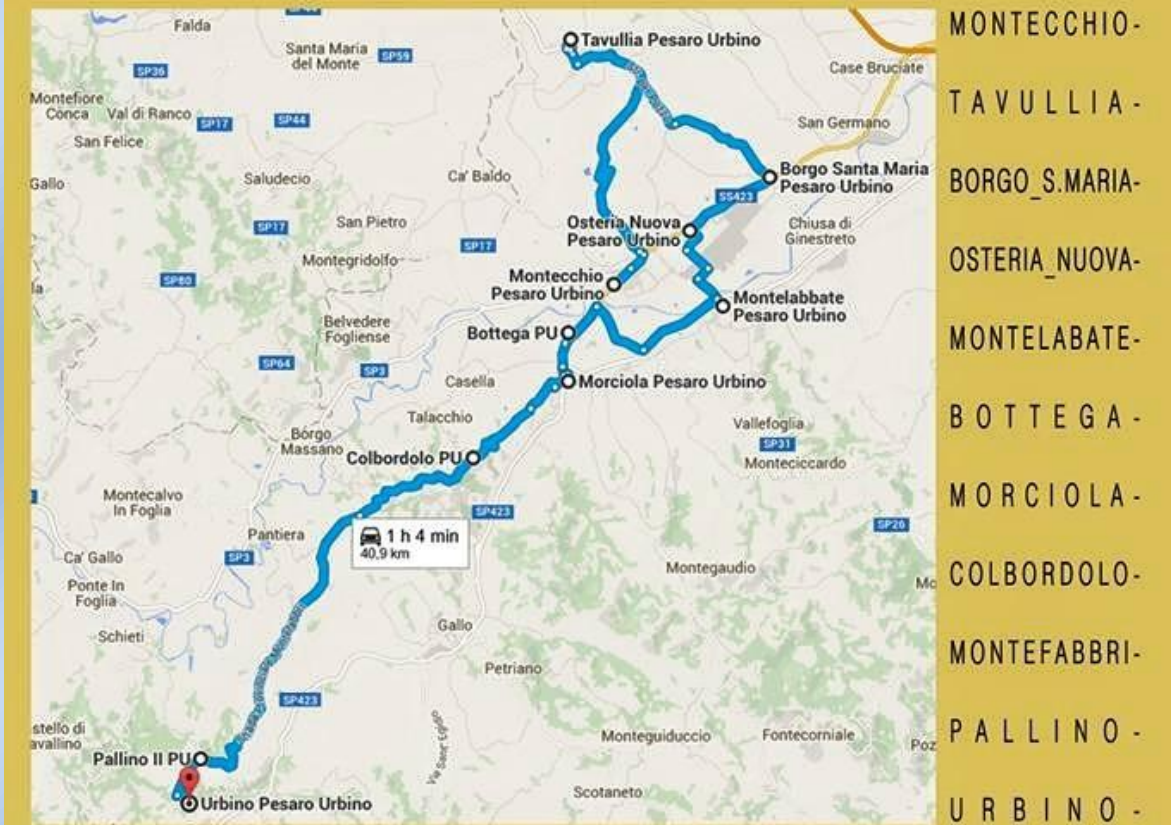 Falda
Santa Maria
del Monte
SP59
Tavullia Pesaro Urbino
Case Bruciate
SP36
Montefiore
Conca
Val di Ranco
SP17
SP44
San Germano
San Felice
Gallo
Saludecio
Ca' Baldo
Borgo Santa Maria
Pesaro Urbino
SS423
San Pietro
SP17
Osteria Nuova
Pesaro Urbino
Chiusa di
Ginestreto
SP17
Montegridolfo
SP60
Montecchio
Pesaro Urbino
Montelabbate
Pesaro Urbino
Belvedere
Fogliense
Bottega PU
SP64
SP3
Casella
Morciola Pesaro Urbino
Talacchio
Vallefoglia
Borgo
Massano
SP31
Colbordolo PU
Monteciccardo
Montecalvo
In Foglia
SP423
SP26
Pantiera
1 h 4 min
40,9 km
Ca' Gallo
SP3
Montegaudio
Ponte In
Foglia
Schieti
Gallo
Petriano
SP423
stello di
avallino
Monteguiduccio
Fontecorniale
Poz
Pallino II PU
Scotaneto
Urbino Pesaro Urbino
MONTECCHIO-
TAVULLIA-
BORGO_S.MARIA-
OSTERIA_NUOVA-
MONTELABATE-
BOTTEGA-
MORCIOLA-
COLBORDOLO-
MONTEFABBRI-
PALLINO-
URBINO-